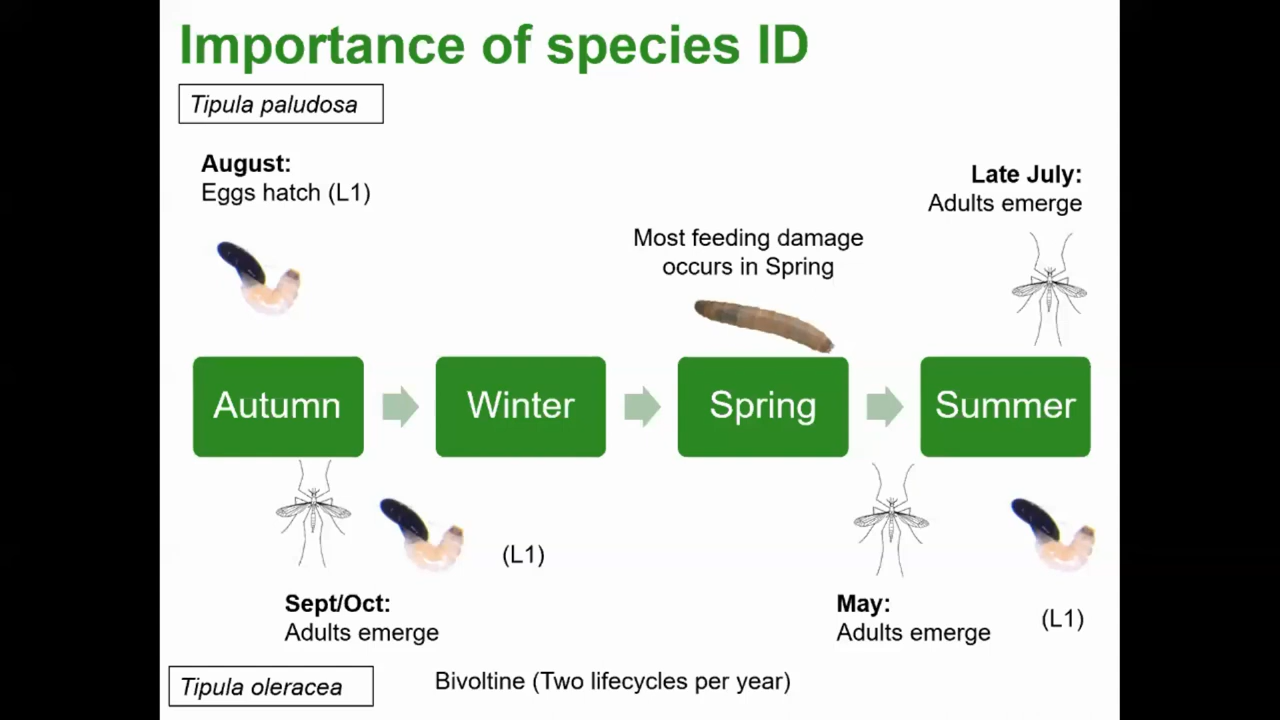 Importance of species ID
Tipula paludosa
August:
Eggs hatch (L1)
Late July:
Adults emerge
Most feeding damage
occurs in Spring
Autumn
Winter
Spring
Summer
(L1)
Sept/Oct:
Adults emerge
May:
Adults emerge
(L1)
Tipula oleracea
Bivoltine (Two lifecycles per year)